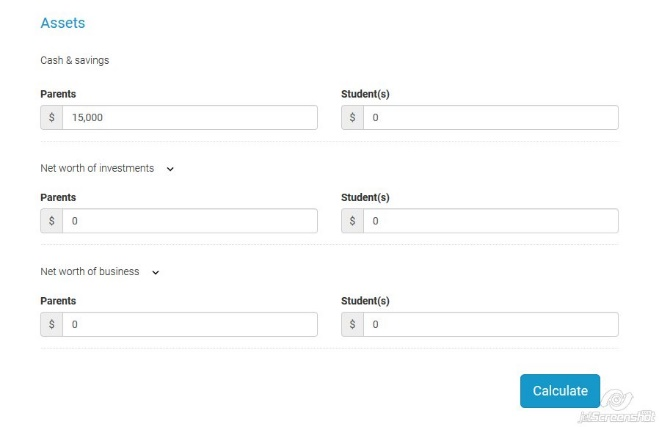 Assets
Cash & savings
Parents Student(s)
$ 15,000 $ 0
Net worth of investments
Parents Student(s)
$ 0 $ 0
Net worth of business
Parents Student(s)
$ 0 $ 0
Calculate
Screenshot